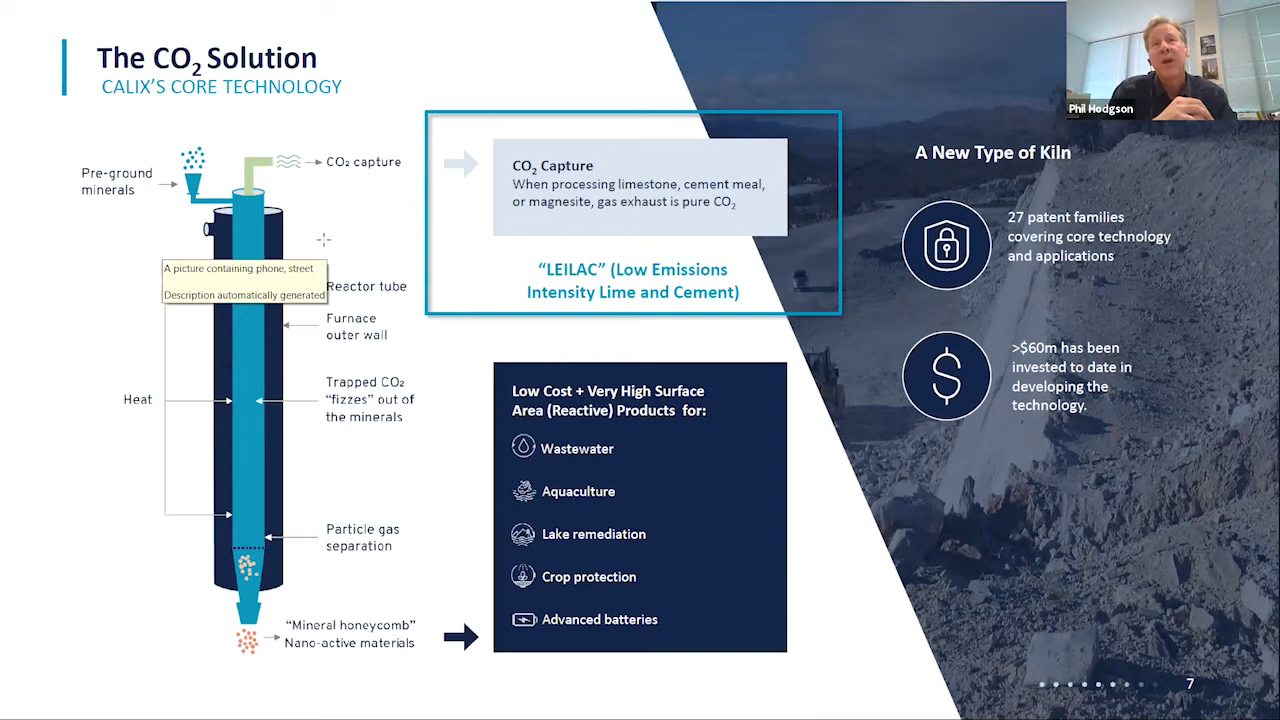 The CO₂ Solution
CALIX'S CORE TECHNOLOGY
Pre-ground
minerals
CO₂ capture
A picture containing phone, street
Description automatically generated
Reactor tube
Furnace
outer wall
Heat
Trapped CO₂
"fizzes" out of
the minerals
Particle gas
separation
"Mineral honeycomb"
Nano-active materials
CO₂ Capture
When processing limestone, cement meal,
or magnesite, gas exhaust is pure CO₂
"LEILAC" (Low Emissions
Intensity Lime and Cement)
Low Cost + Very High Surface
Area (Reactive) Products for:
Wastewater
Aquaculture
Lake remediation
Crop protection
Advanced batteries
Phil Hodgson
A New Type of Kiln
27 patent families
covering core technology
and applications
>$60m has been
invested to date in
developing the
technology.
7